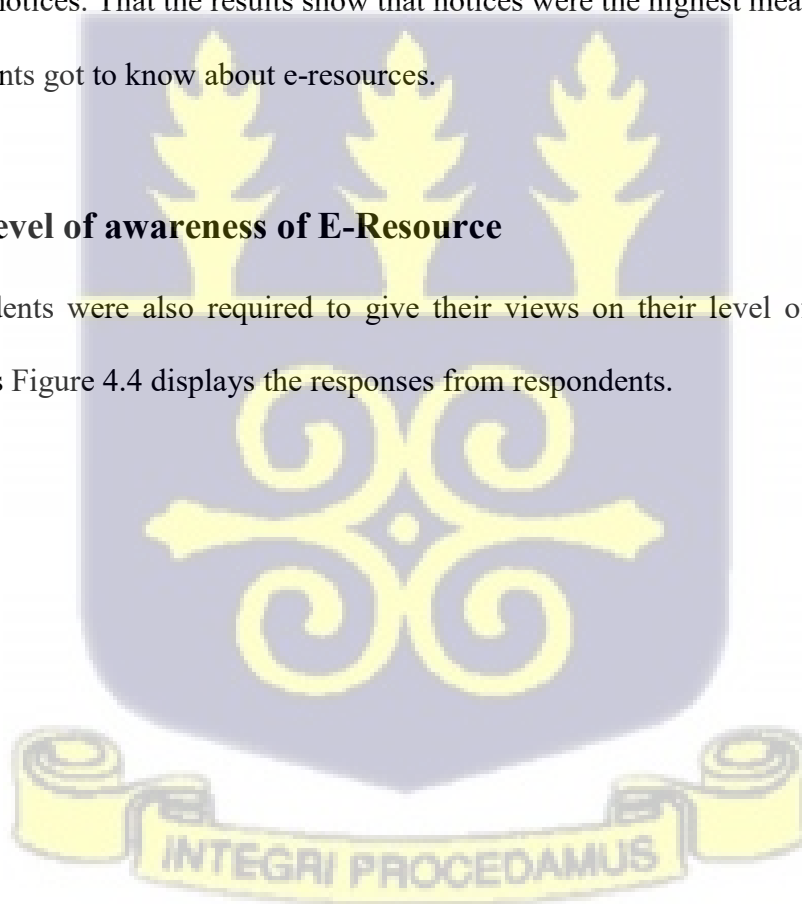 notices. That the results show that notices were the highest mea
nts got to know about e-resources.
evel of awareness of E-Resource
dents were also required to give their views on their level o
s Figure 4.4 displays the responses from respondents.
INTEGRI PROCEDAMUS